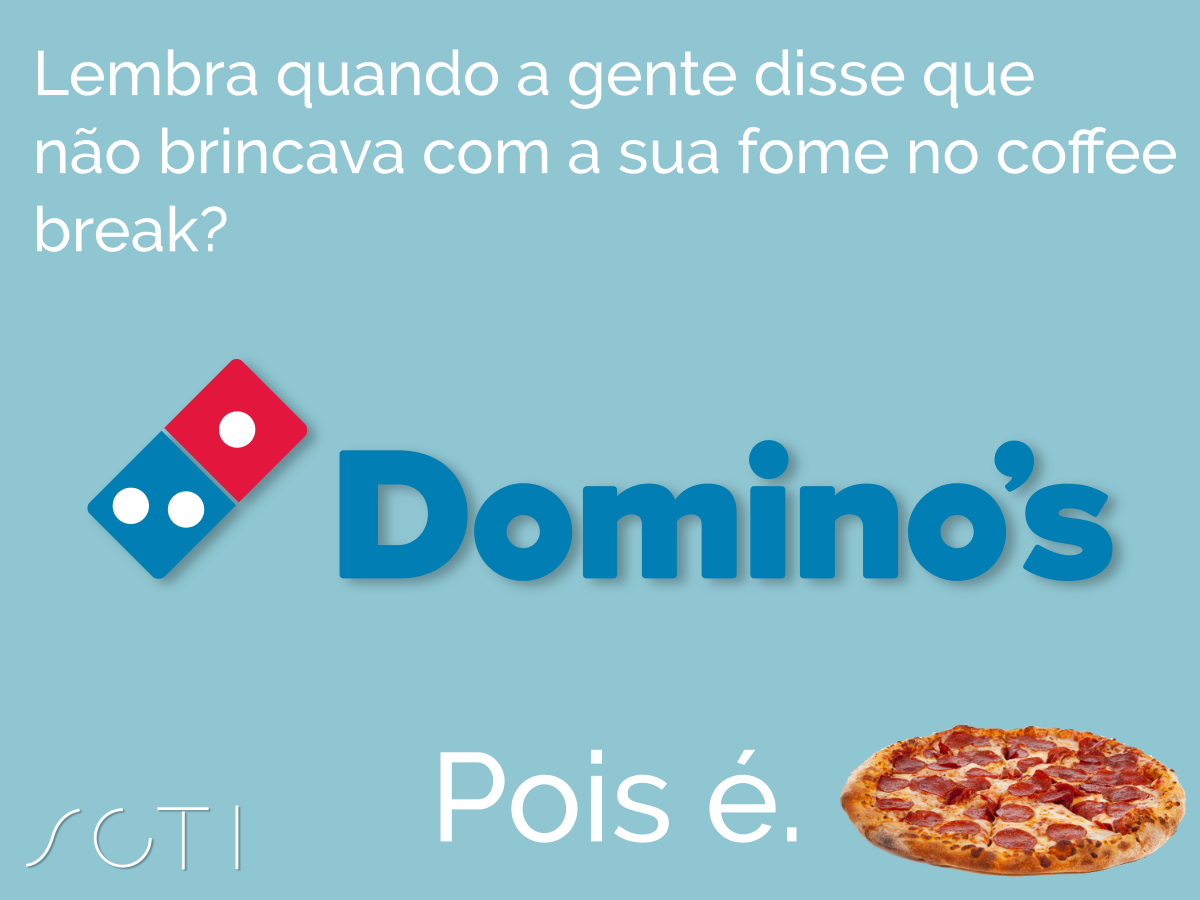 Lembra quando a gente disse que
não brincava com a sua fome no coffee
break?
Domino's
Pois é.
SCTI